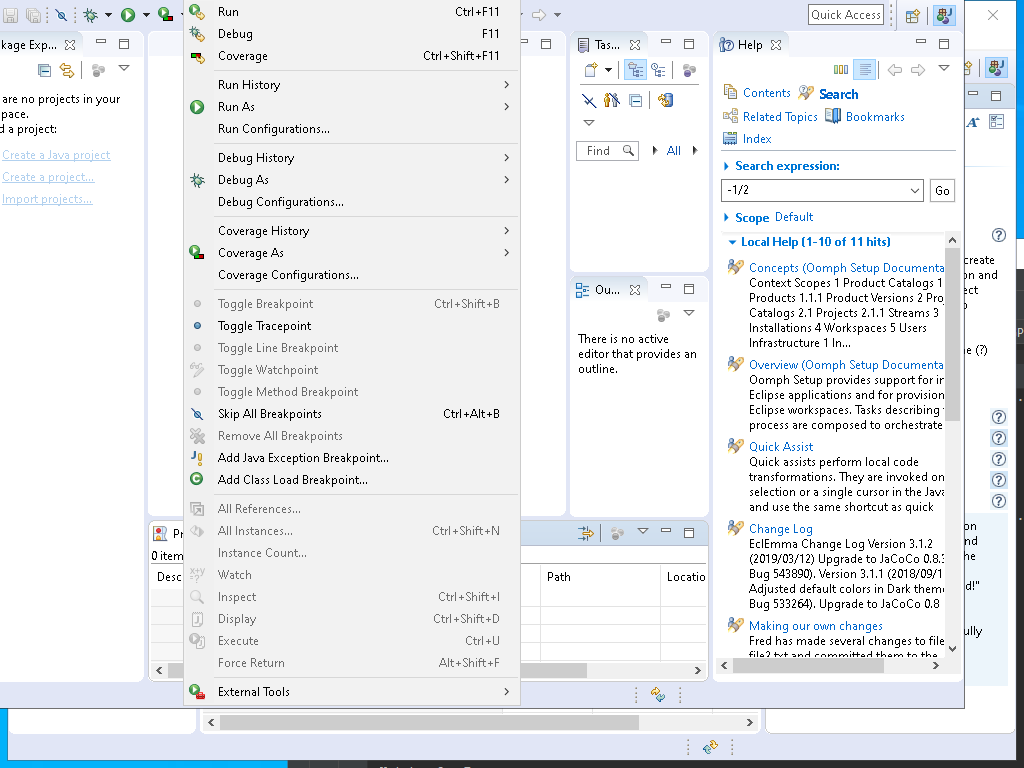 Run Ctrl+F11
Debug F11
Coverage Ctrl+Shift+F11
Run History
Run As
Run Configurations...
Debug History
Debug As
Debug Configurations...
Coverage History
Coverage As
Coverage Configurations...
Toggle Breakpoint Ctrl+Shift+B
Toggle Tracepoint
Toggle Line Breakpoint
Toggle Watchpoint
Toggle Method Breakpoint
Skip All Breakpoints Ctrl+Alt+B
Remove All Breakpoints
Add Java Exception Breakpoint...
Add Class Load Breakpoint...
All References...
All Instances... Ctrl+Shift+N
Instance Count...
Watch
Inspect Ctrl+Shift+I
Display Ctrl+Shift+D
Execute Ctrl+U
Force Return Alt+Shift+F
External Tools
kage Exp...
are no projects in your
pace.
d a project:
Create a Java project
Create a project...
Import projects...
Pr
0 item
Desc
Path
Locatio
Quick Access
Tas...
Find
All
Ou...
There is no active
editor that provides an
outline.
Help
Contents Search
Related Topics Bookmarks
Index
Search expression:
-1/2
Go
Scope Default
Local Help (1-10 of 11 hits)
Concepts (Oomph Setup Documenta
Context Scopes 1 Product Catalogs 1
Products 1.1.1 Product Versions 2 Proj
Catalogs 2.1 Projects 2.1.1 Streams 3
Installations 4 Workspaces 5 Users
Infrastructure 1 In...
Overview (Oomph Setup Documenta
Oomph Setup provides support for in
Eclipse applications and for provision
Eclipse workspaces. Tasks describing
process are composed to orchestrate
Quick Assist
Quick assists perform local code
transformations. They are invoked on
selection or a single cursor in the Java
and use the same shortcut as quick
Change Log
EclEmma Change Log Version 3.1.2
(2019/03/12) Upgrade to JaCoCo 0.8.3
Bug 543890). Version 3.1.1 (2018/09/1
Adjusted default colors in Dark theme
Bug 533264). Upgrade to JaCoCo 0.8
Making our own changes
Fred has made several changes to file
file2.txt and committed them to the
create
on and
ect
o
ne (?)
on
nd
he
d!"
ully